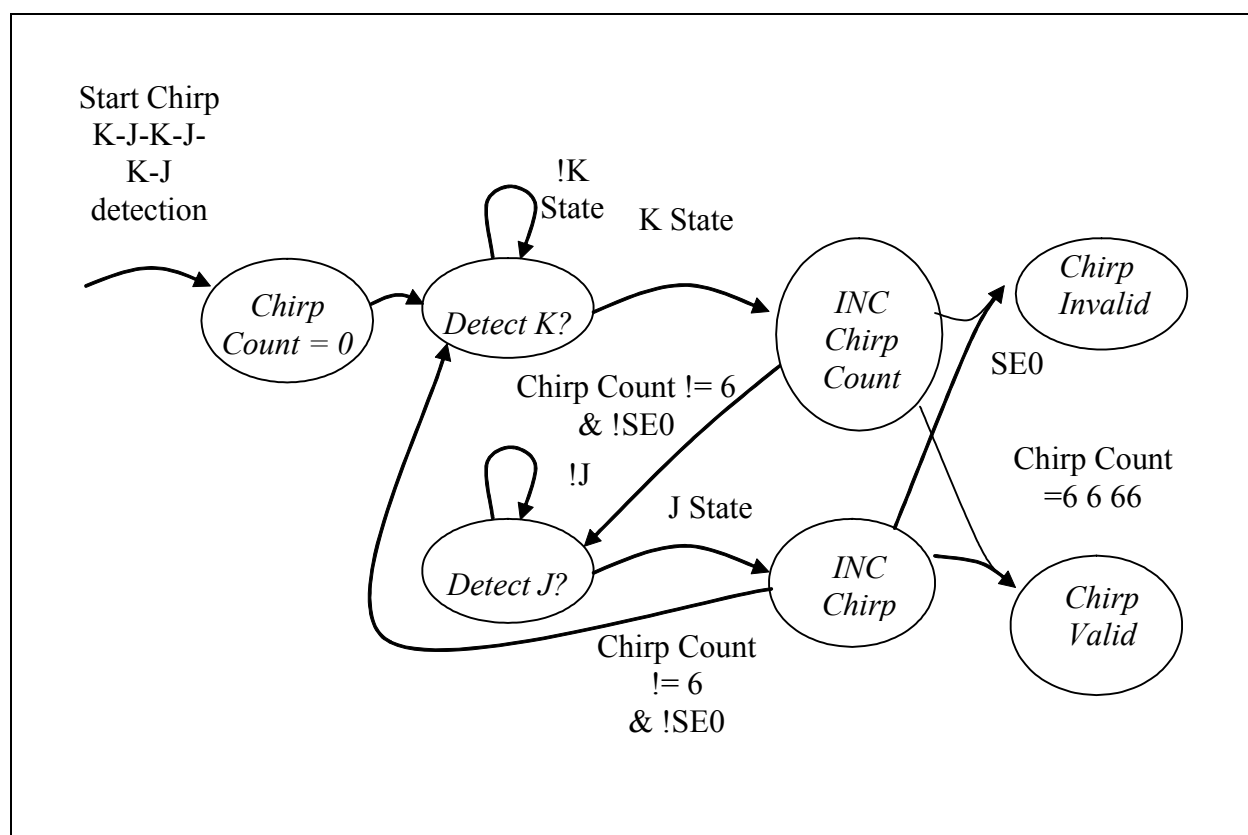 Start Chirp
K-J-K-J-
K-J
detection
!K
State
K State
Chirp
Count = 0
Detect K?
INC
Chirp
Count
Chirp
Invalid
SE0
Chirp Count != 6
& !SE0
!J
J State
Detect J?
INC
Chirp
Chirp Count
=6 6 66
Chirp
Valid
Chirp Count
!= 6
& !SE0